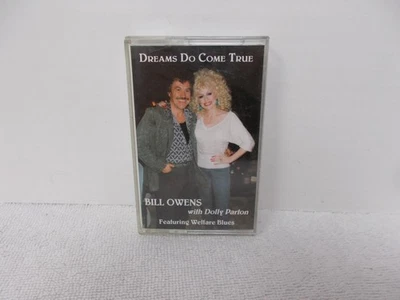 DREAMS DO COME TRUE
BILL OWENS
with Dolly Parton
Featuring Welfare Blues